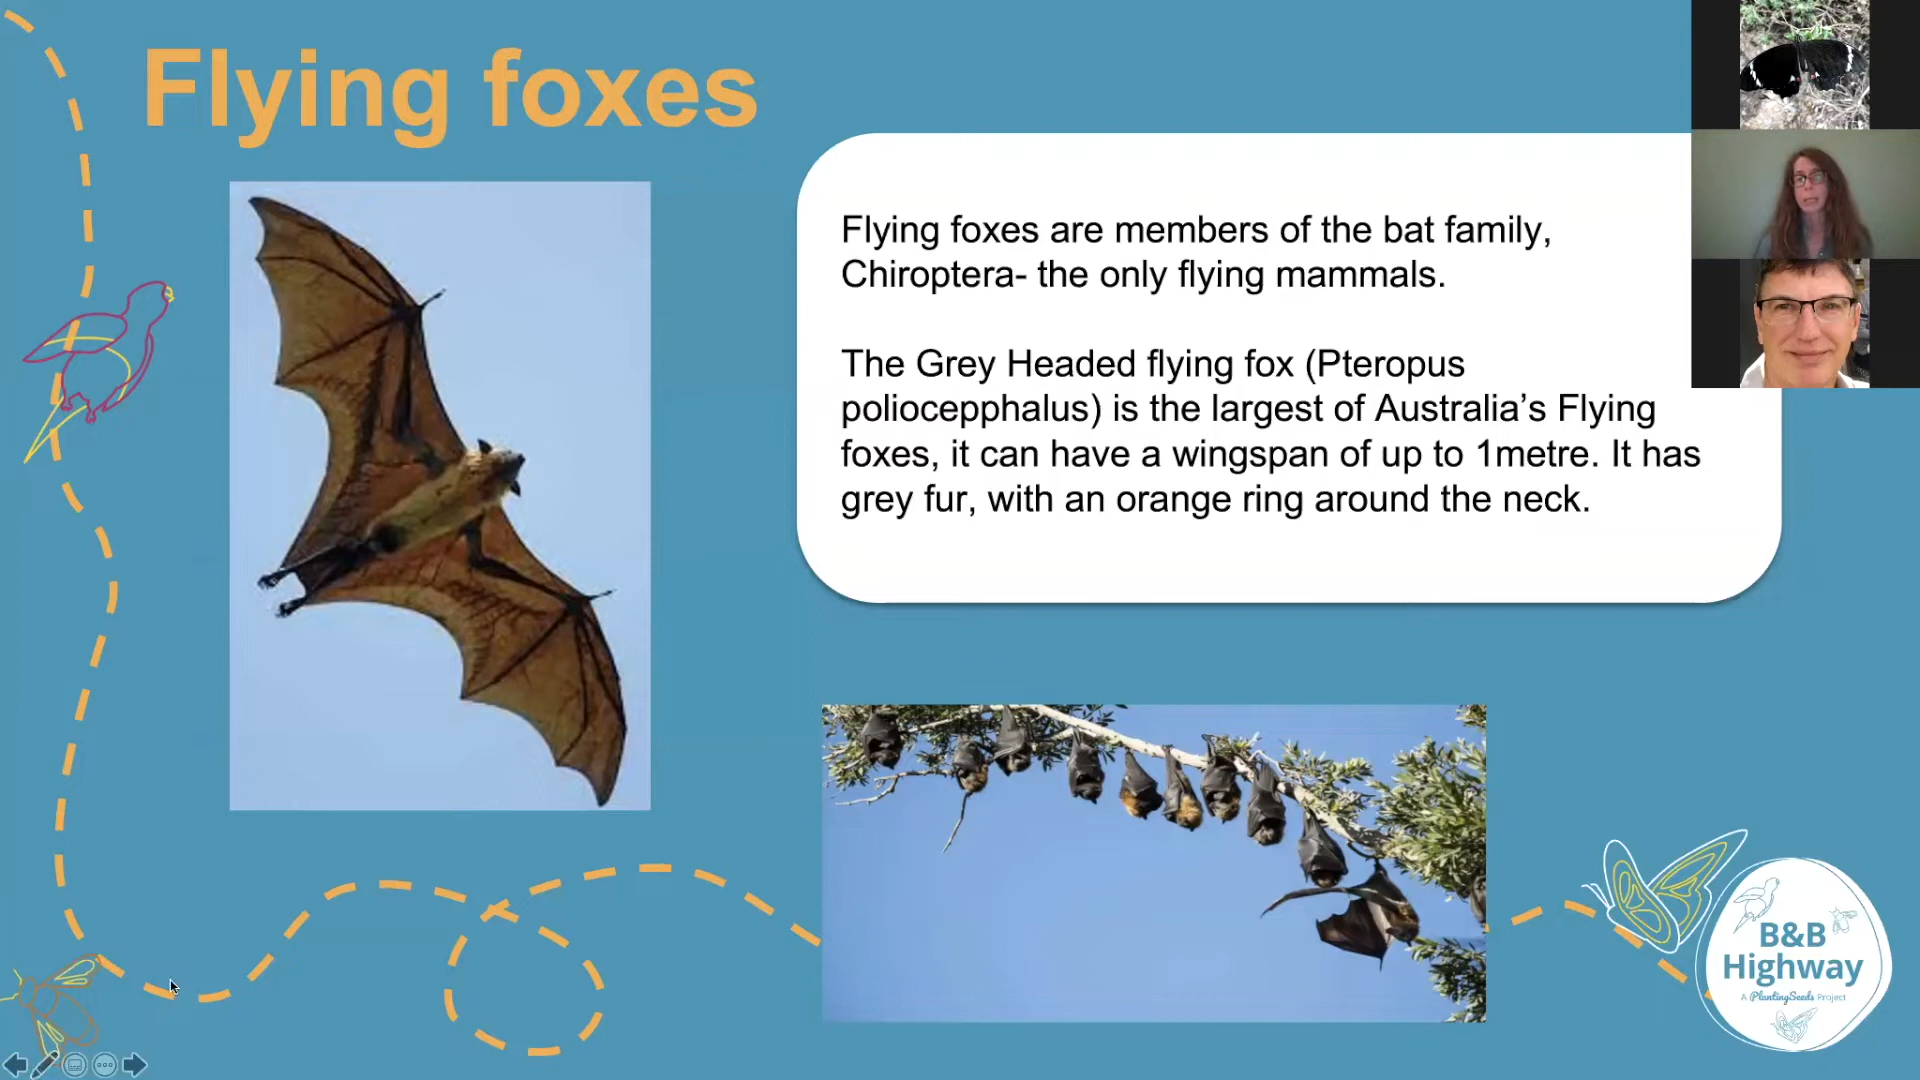 Flying foxes
Flying foxes are members of the bat family,
Chiroptera- the only flying mammals.
The Grey Headed flying fox (Pteropus
poliocepphalus) is the largest of Australia’s Flying
foxes, it can have a wingspan of up to 1metre. It has
grey fur, with an orange ring around the neck.
B&B
Highway
A PlantingSeeds Project